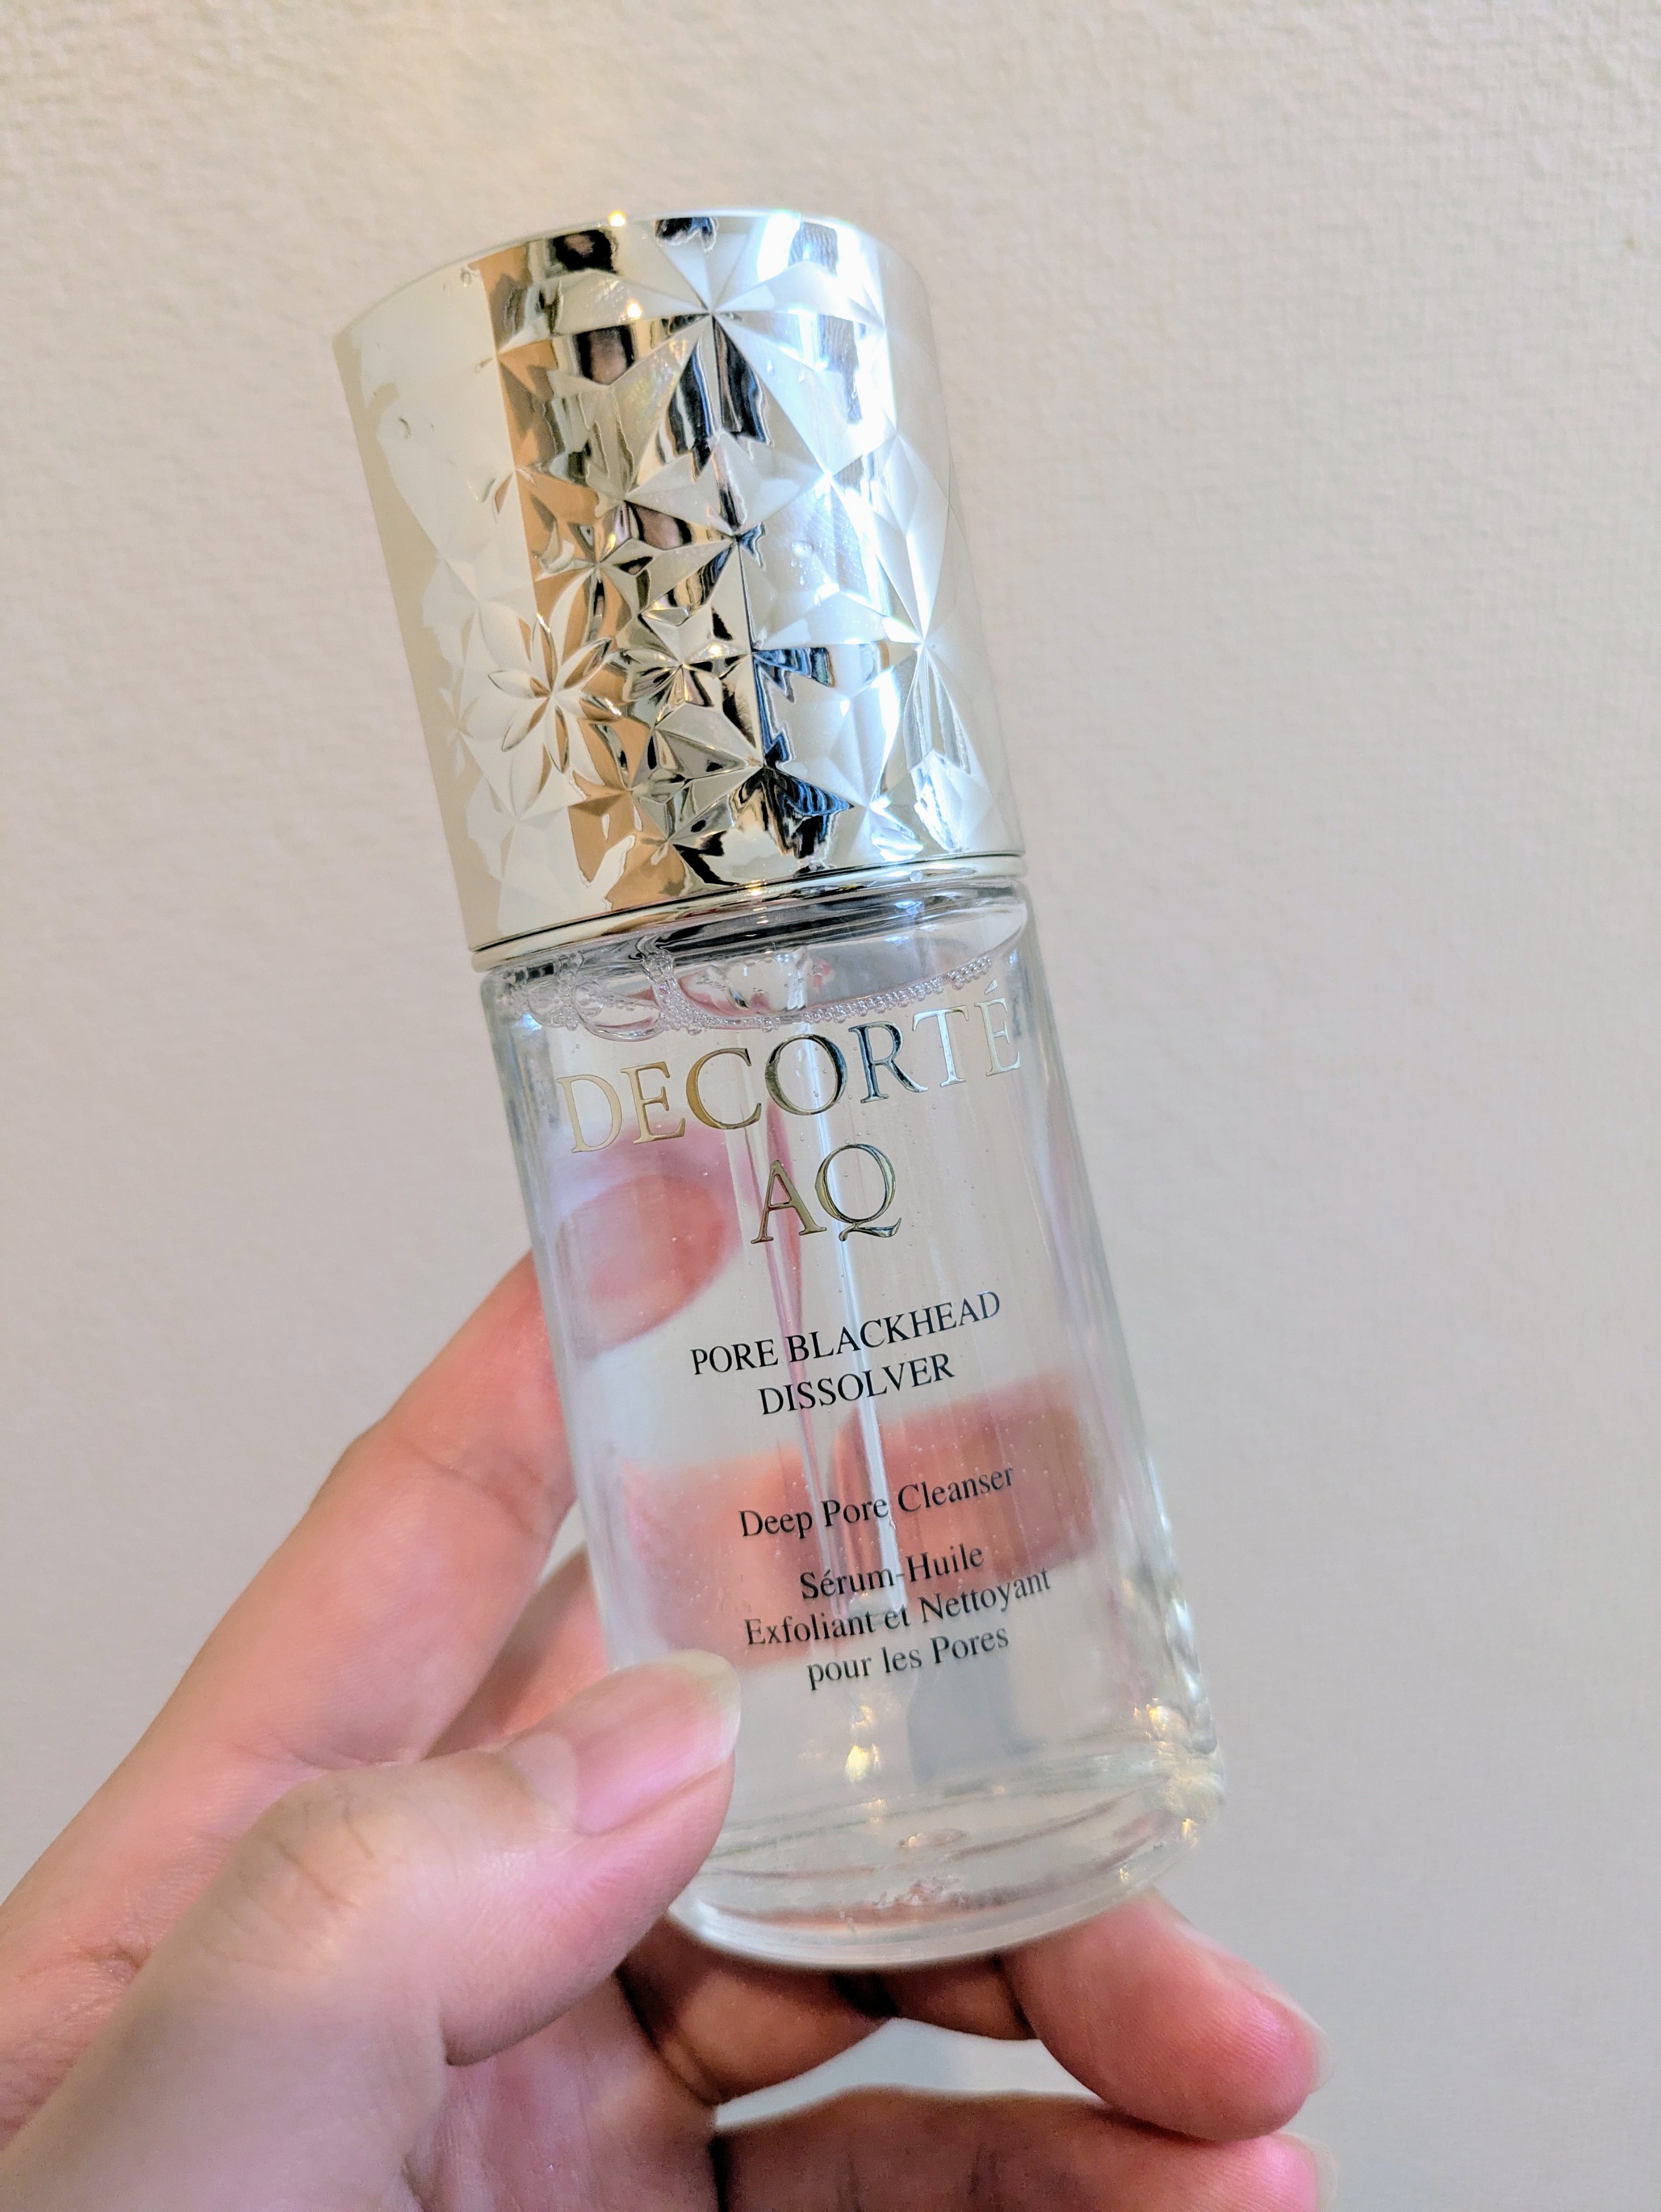 DECORTÉ
AQ
PORE BLACKHEAD
DISSOLVER
Deep Pore Cleanser
Sérum-Huile
Exfoliant et Nettoyant
pour les Pores